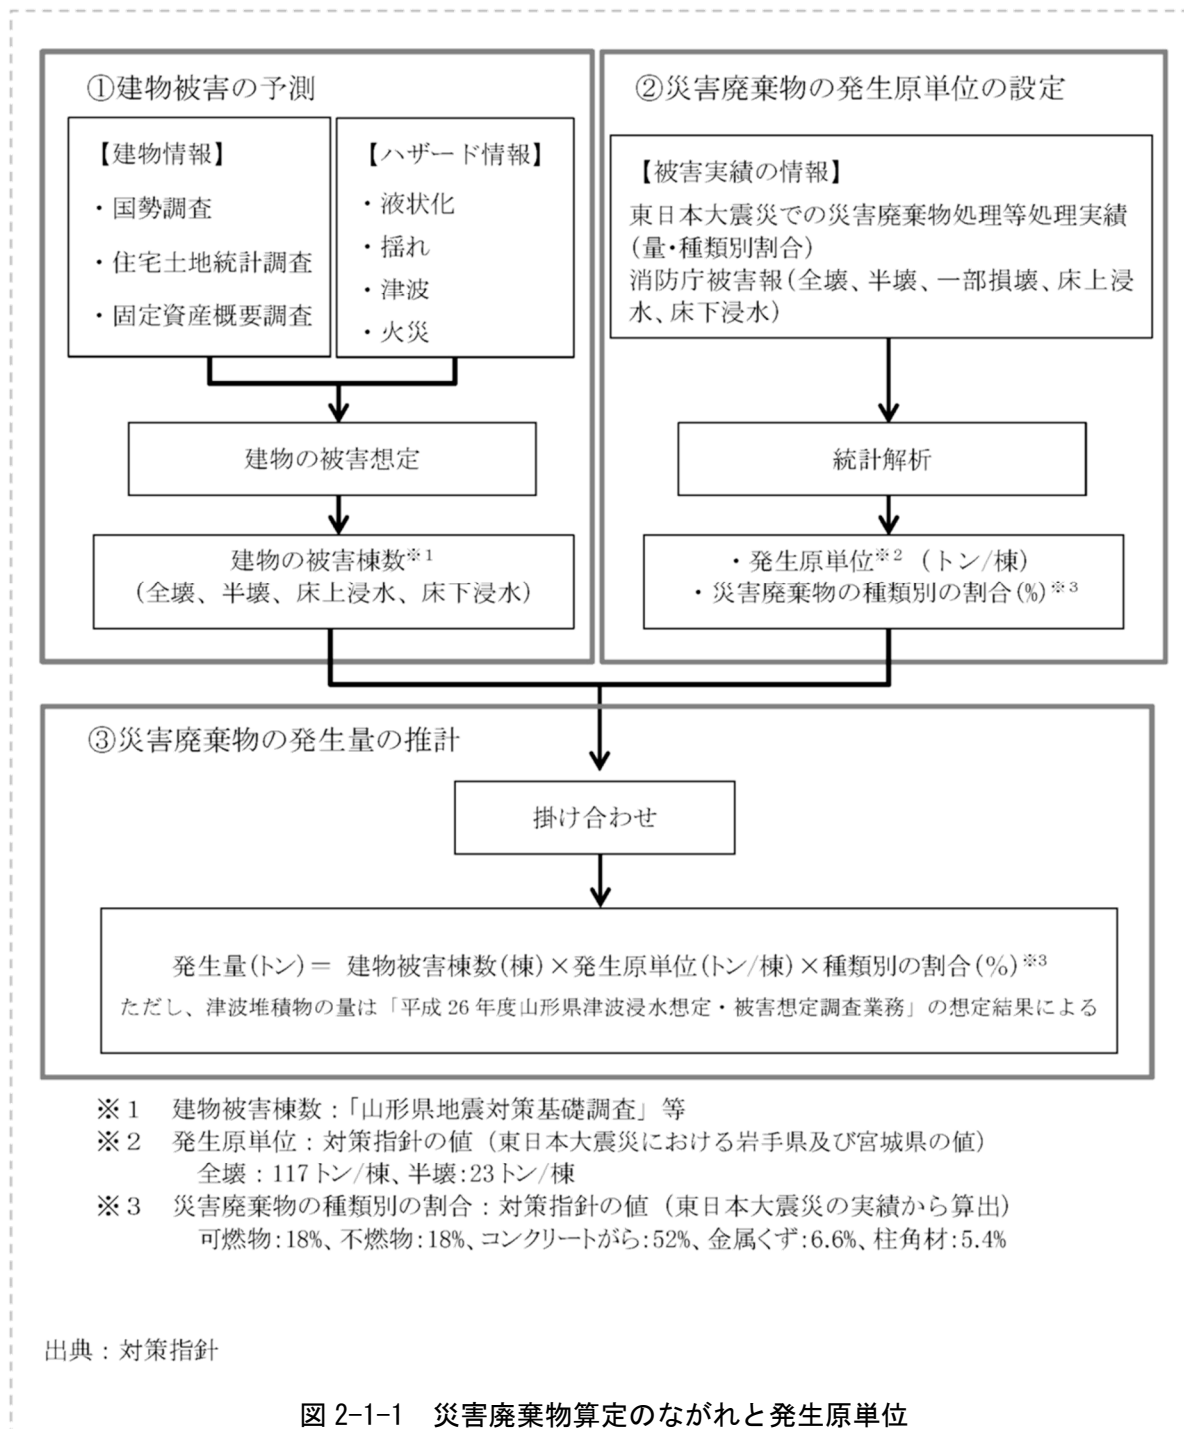 ①建物被害の予測
【建物情報】
・国勢調査
・住宅土地統計調査
・固定資産概要調査
【ハザード情報】
・液状化
・揺れ
・津波
・火災
建物の被害想定
建物の被害棟数※1
(全壊、半壊、床上浸水、床下浸水)
②災害廃棄物の発生原単位の設定
【被害実績の情報】
東日本大震災での災害廃棄物処理等処理実績
(量・種類別割合)
消防庁被害報(全壊、半壊、一部損壊、床上浸
水、床下浸水)
統計解析
・発生原単位※2 (トン/棟)
・災害廃棄物の種類別の割合(%)※3
③災害廃棄物の発生量の推計
掛け合わせ
発生量(トン)＝ 建物被害棟数(棟)×発生原単位(トン/棟)×種類別の割合(%)※3
ただし、津波堆積物の量は「平成 26 年度山形県津波浸水想定・被害想定調査業務」の想定結果による
※1 建物被害棟数：「山形県地震対策基礎調査」等
※2 発生原単位：対策指針の値（東日本大震災における岩手県及び宮城県の値）
全壊：117トン/棟、半壊:23トン/棟
※3 災害廃棄物の種類別の割合：対策指針の値（東日本大震災の実績から算出）
可燃物:18%、不燃物:18%、コンクリートがら:52%、金属くず:6.6%、柱角材:5.4%
出典：対策指針
図 2-1-1 災害廃棄物算定のながれと発生原単位